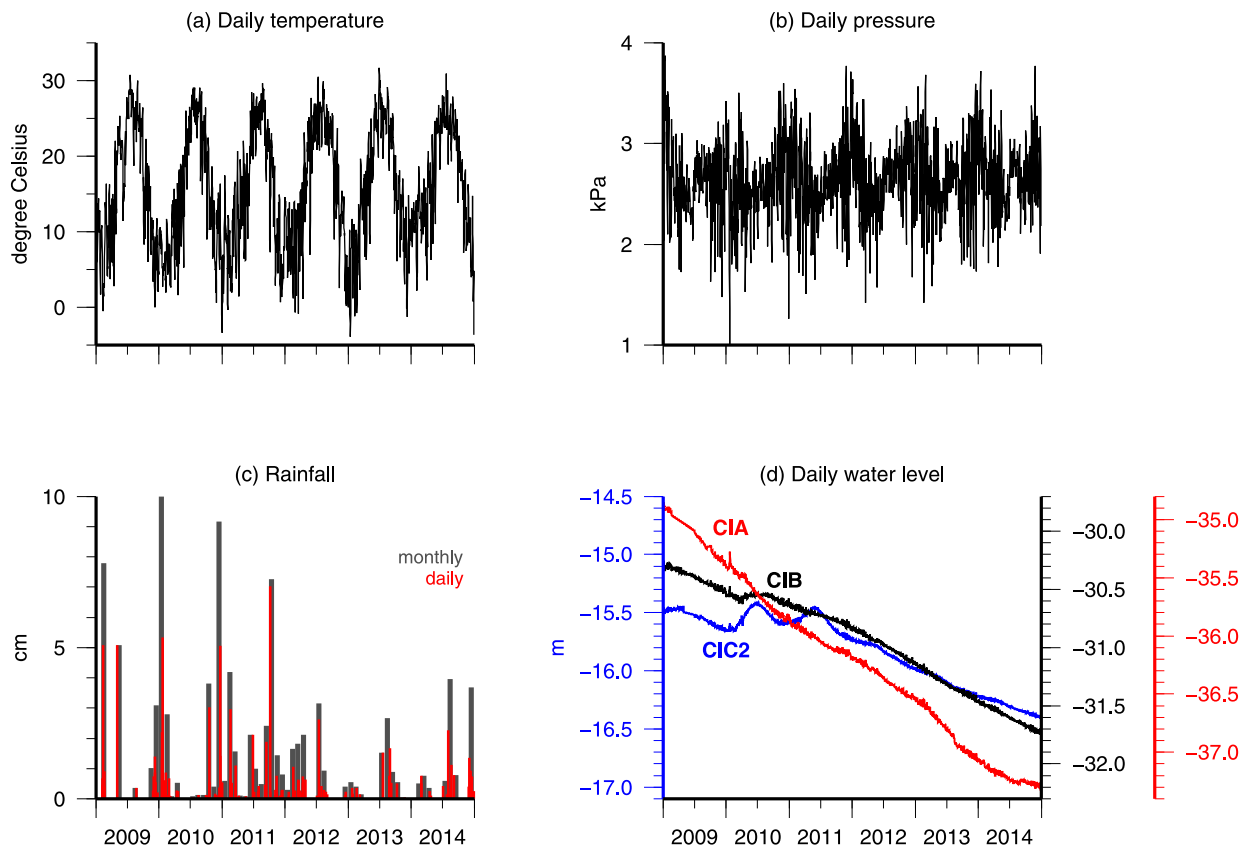 (a) Daily temperature
degree Celsius
30
20
10
0
(b) Daily pressure
kPa
4
3
2
1
(c) Rainfall
cm
10
5
0
monthly
daily
2009 2010 2011 2012 2013 2014
(d) Daily water level
m
−14.5
−15.0
−15.5
−16.0
−16.5
−17.0
CIA
CIB
CIC2
−30.0
−30.5
−31.0
−31.5
−32.0
−35.0
−35.5
−36.0
−36.5
−37.0
2009 2010 2011 2012 2013 2014